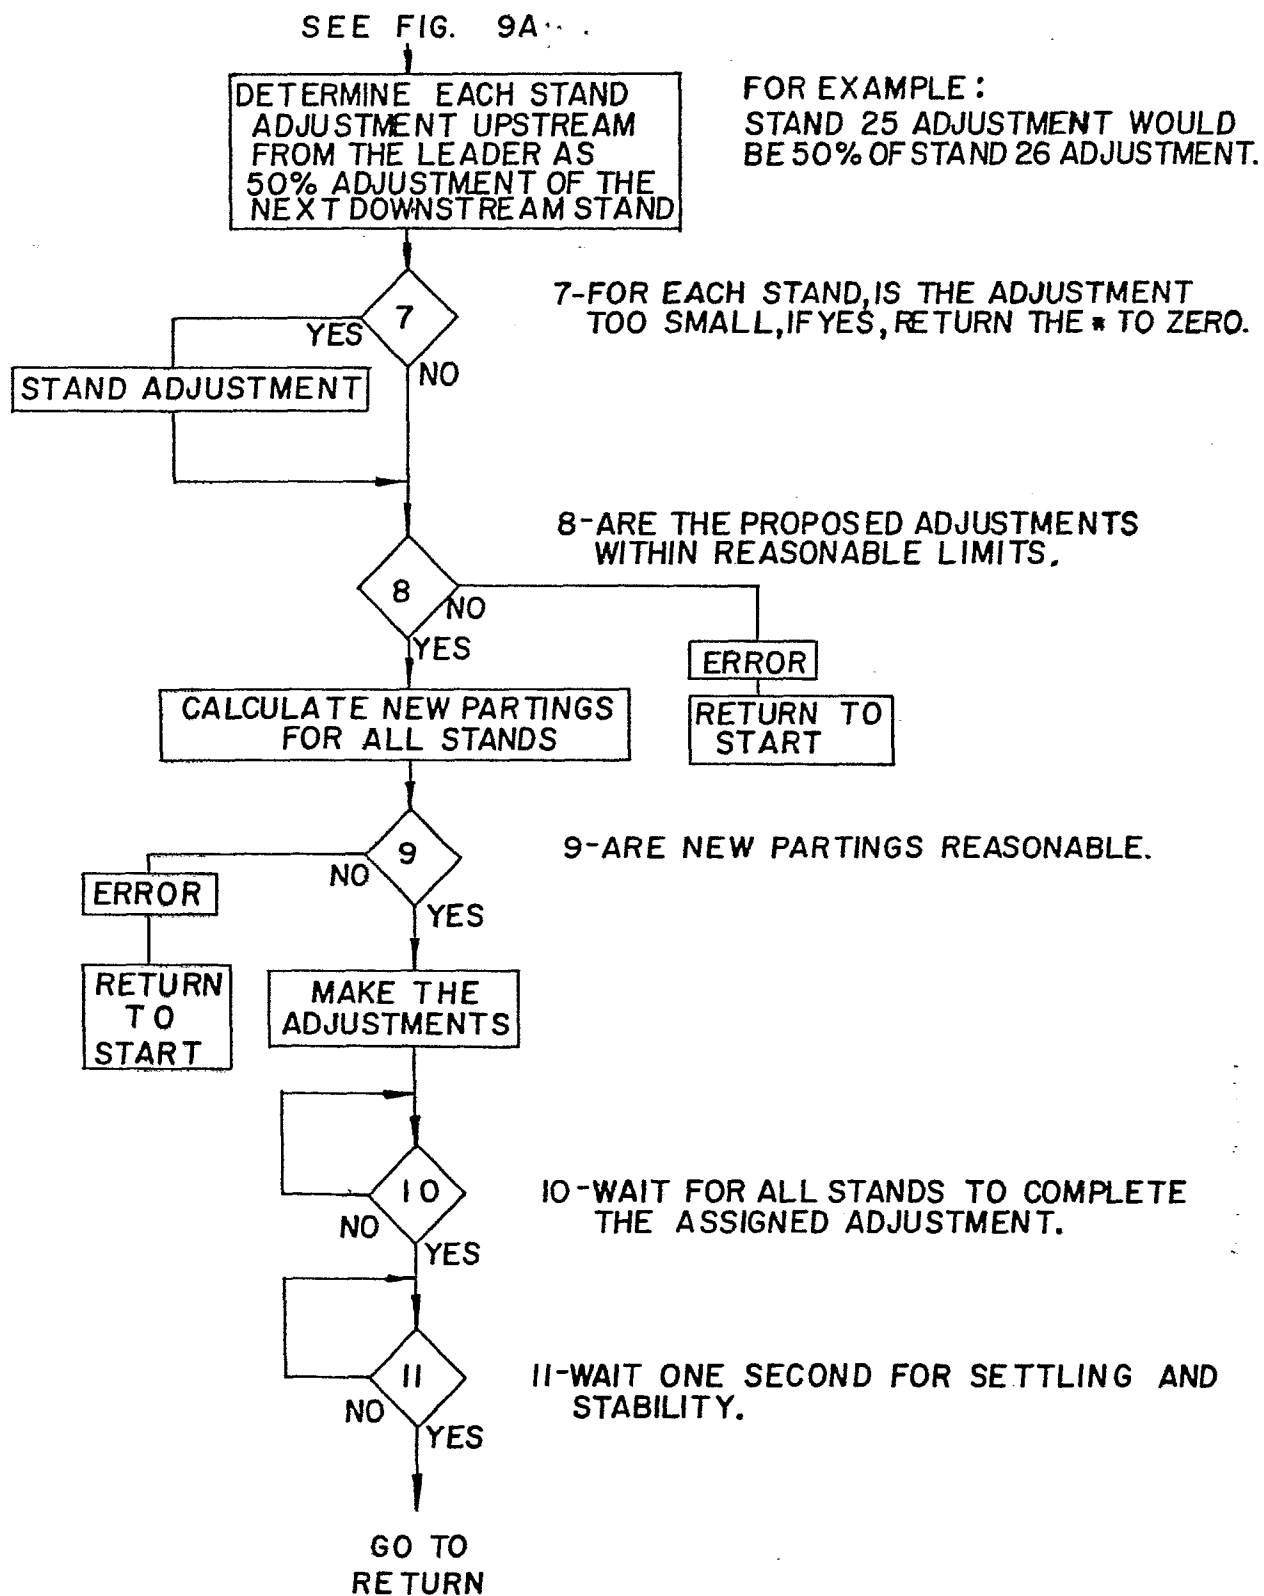 SEE FIG. 9A
DETERMINE EACH STAND
ADJUSTMENT UPSTREAM
FROM THE LEADER AS
50% ADJUSTMENT OF THE
NEXT DOWNSTREAM STAND
FOR EXAMPLE:
STAND 25 ADJUSTMENT WOULD
BE 50% OF STAND 26 ADJUSTMENT.
7
YES
NO
7-FOR EACH STAND, IS THE ADJUSTMENT
TOO SMALL, IF YES, RETURN THE TO ZERO.
STAND ADJUSTMENT
8-ARE THE PROPOSED ADJUSTMENTS
WITHIN REASONABLE LIMITS.
8
NO
YES
ERROR
RETURN TO
START
CALCULATE NEW PARTINGS
FOR ALL STANDS
9
NO
YES
9-ARE NEW PARTINGS REASONABLE.
ERROR
RETURN
TO
START
MAKE THE
ADJUSTMENTS
10
NO
YES
10-WAIT FOR ALL STANDS TO COMPLETE
THE ASSIGNED ADJUSTMENT.
11
NO
YES
11-WAIT ONE SECOND FOR SETTLING AND
STABILITY.
GO TO
RETURN